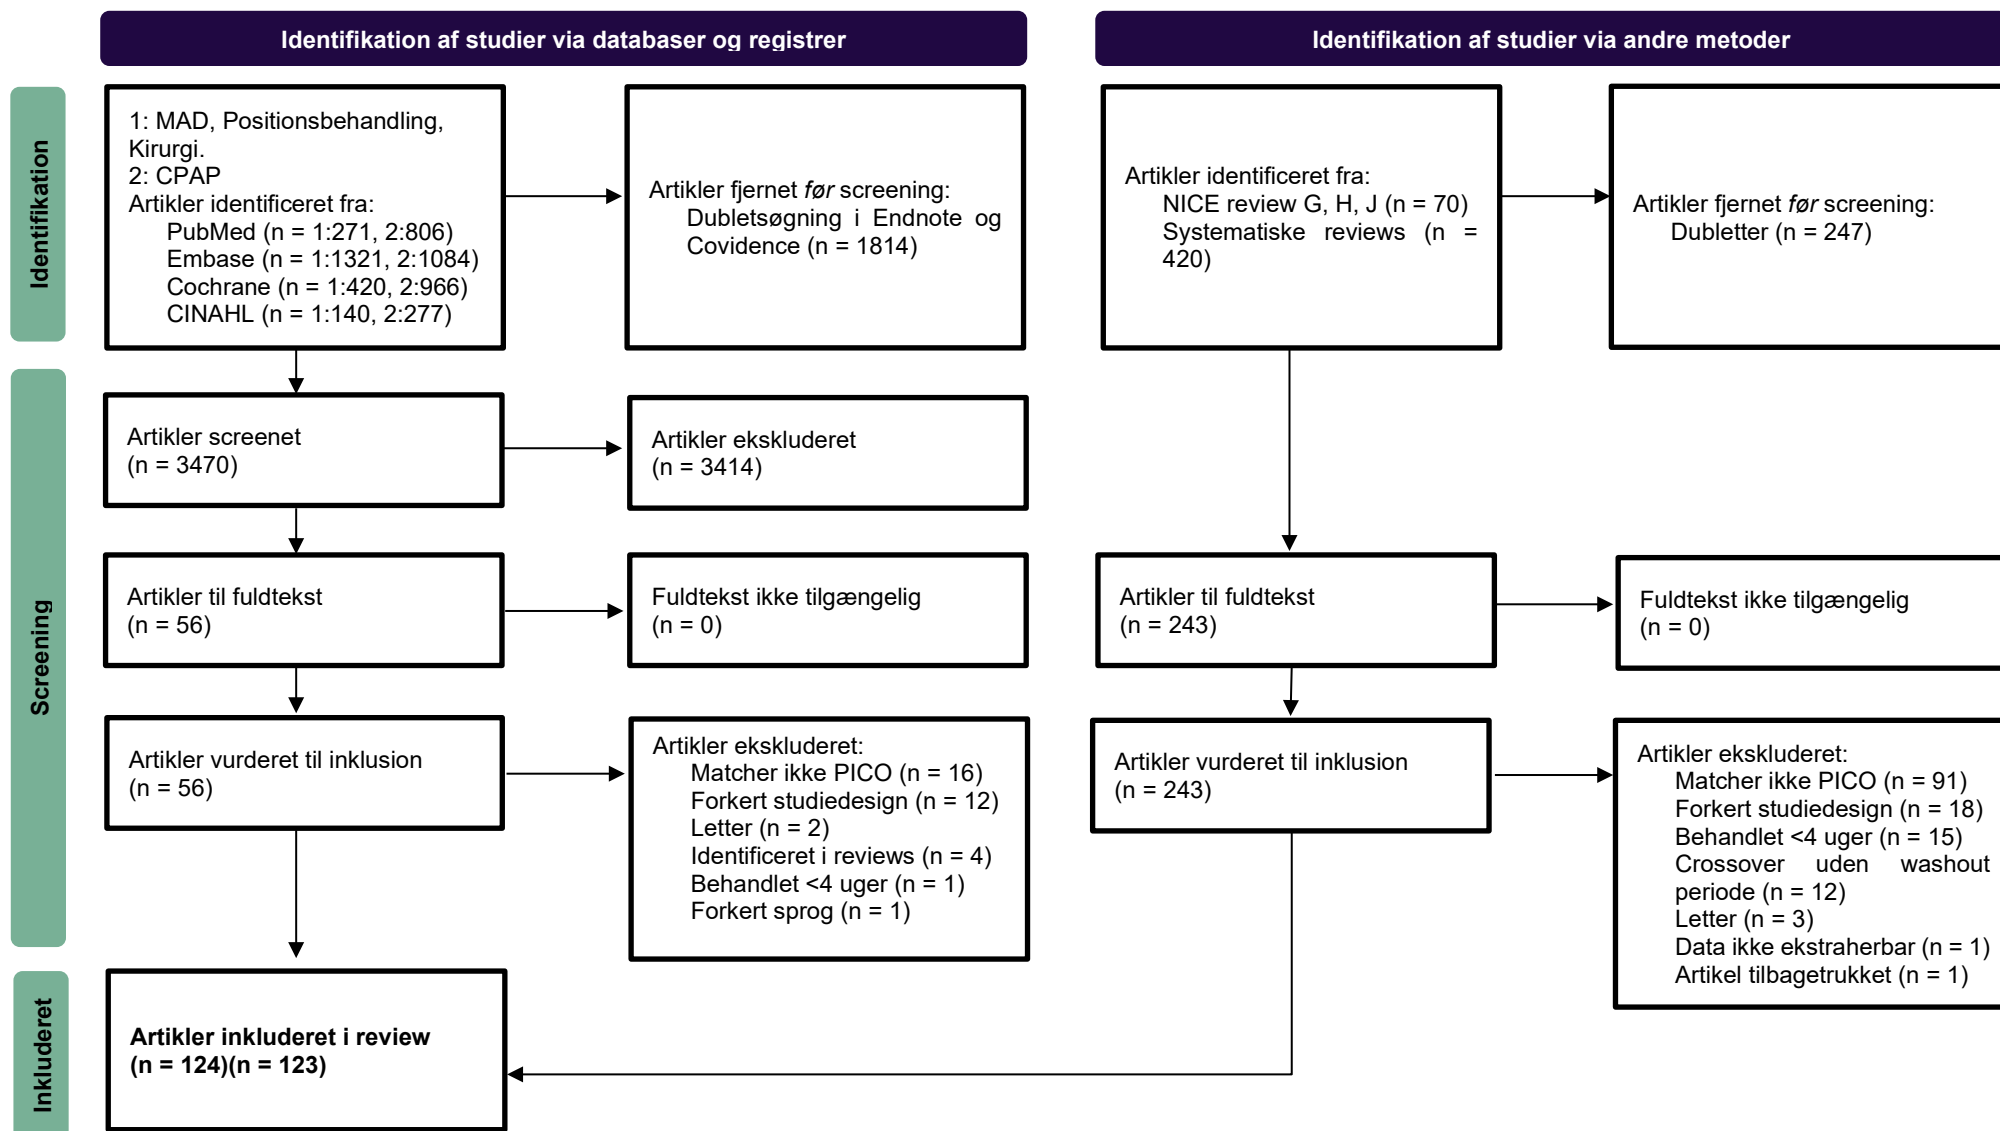 Identifikation af studier via databaser og registrer
Identifikation af studier via andre metoder
Identifikation
1: MAD, Positionsbehandling,
Kirurgi.
2: CPAP
Artikler identificeret fra:
PubMed (n = 1:271, 2:806)
Embase (n = 1:1321, 2:1084)
Cochrane (n = 1:420, 2:966)
CINAHL (n = 1:140, 2:277)
Artikler fjernet før screening:
Dubletsøgning i Endnote og
Covidence (n = 1814)
Artikler identificeret fra:
NICE review G, H, J (n = 70)
Systematiske reviews (n =
420)
Artikler fjernet før screening:
Dubletter (n = 247)
Screening
Artikler screenet
(n = 3470)
Artikler ekskluderet
(n = 3414)
Artikler til fuldtekst
(n = 56)
Fuldtekst ikke tilgængelig
(n = 0)
Artikler til fuldtekst
(n = 243)
Fuldtekst ikke tilgængelig
(n = 0)
Artikler vurderet til inklusion
(n = 56)
Artikler ekskluderet:
Matcher ikke PICO (n = 16)
Forkert studiedesign (n = 12)
Letter (n = 2)
Identificeret i reviews (n = 4)
Behandlet <4 uger (n = 1)
Forkert sprog (n = 1)
Artikler vurderet til inklusion
(n = 243)
Artikler ekskluderet:
Matcher ikke PICO (n = 91)
Forkert studiedesign (n = 18)
Behandlet <4 uger (n = 15)
Crossover uden washout
periode (n = 12)
Letter (n = 3)
Data ikke ekstraherbar (n = 1)
Artikel tilbagetrukket (n = 1)
Inkluderet
Artikler inkluderet i review
(n = 124)(n = 123)